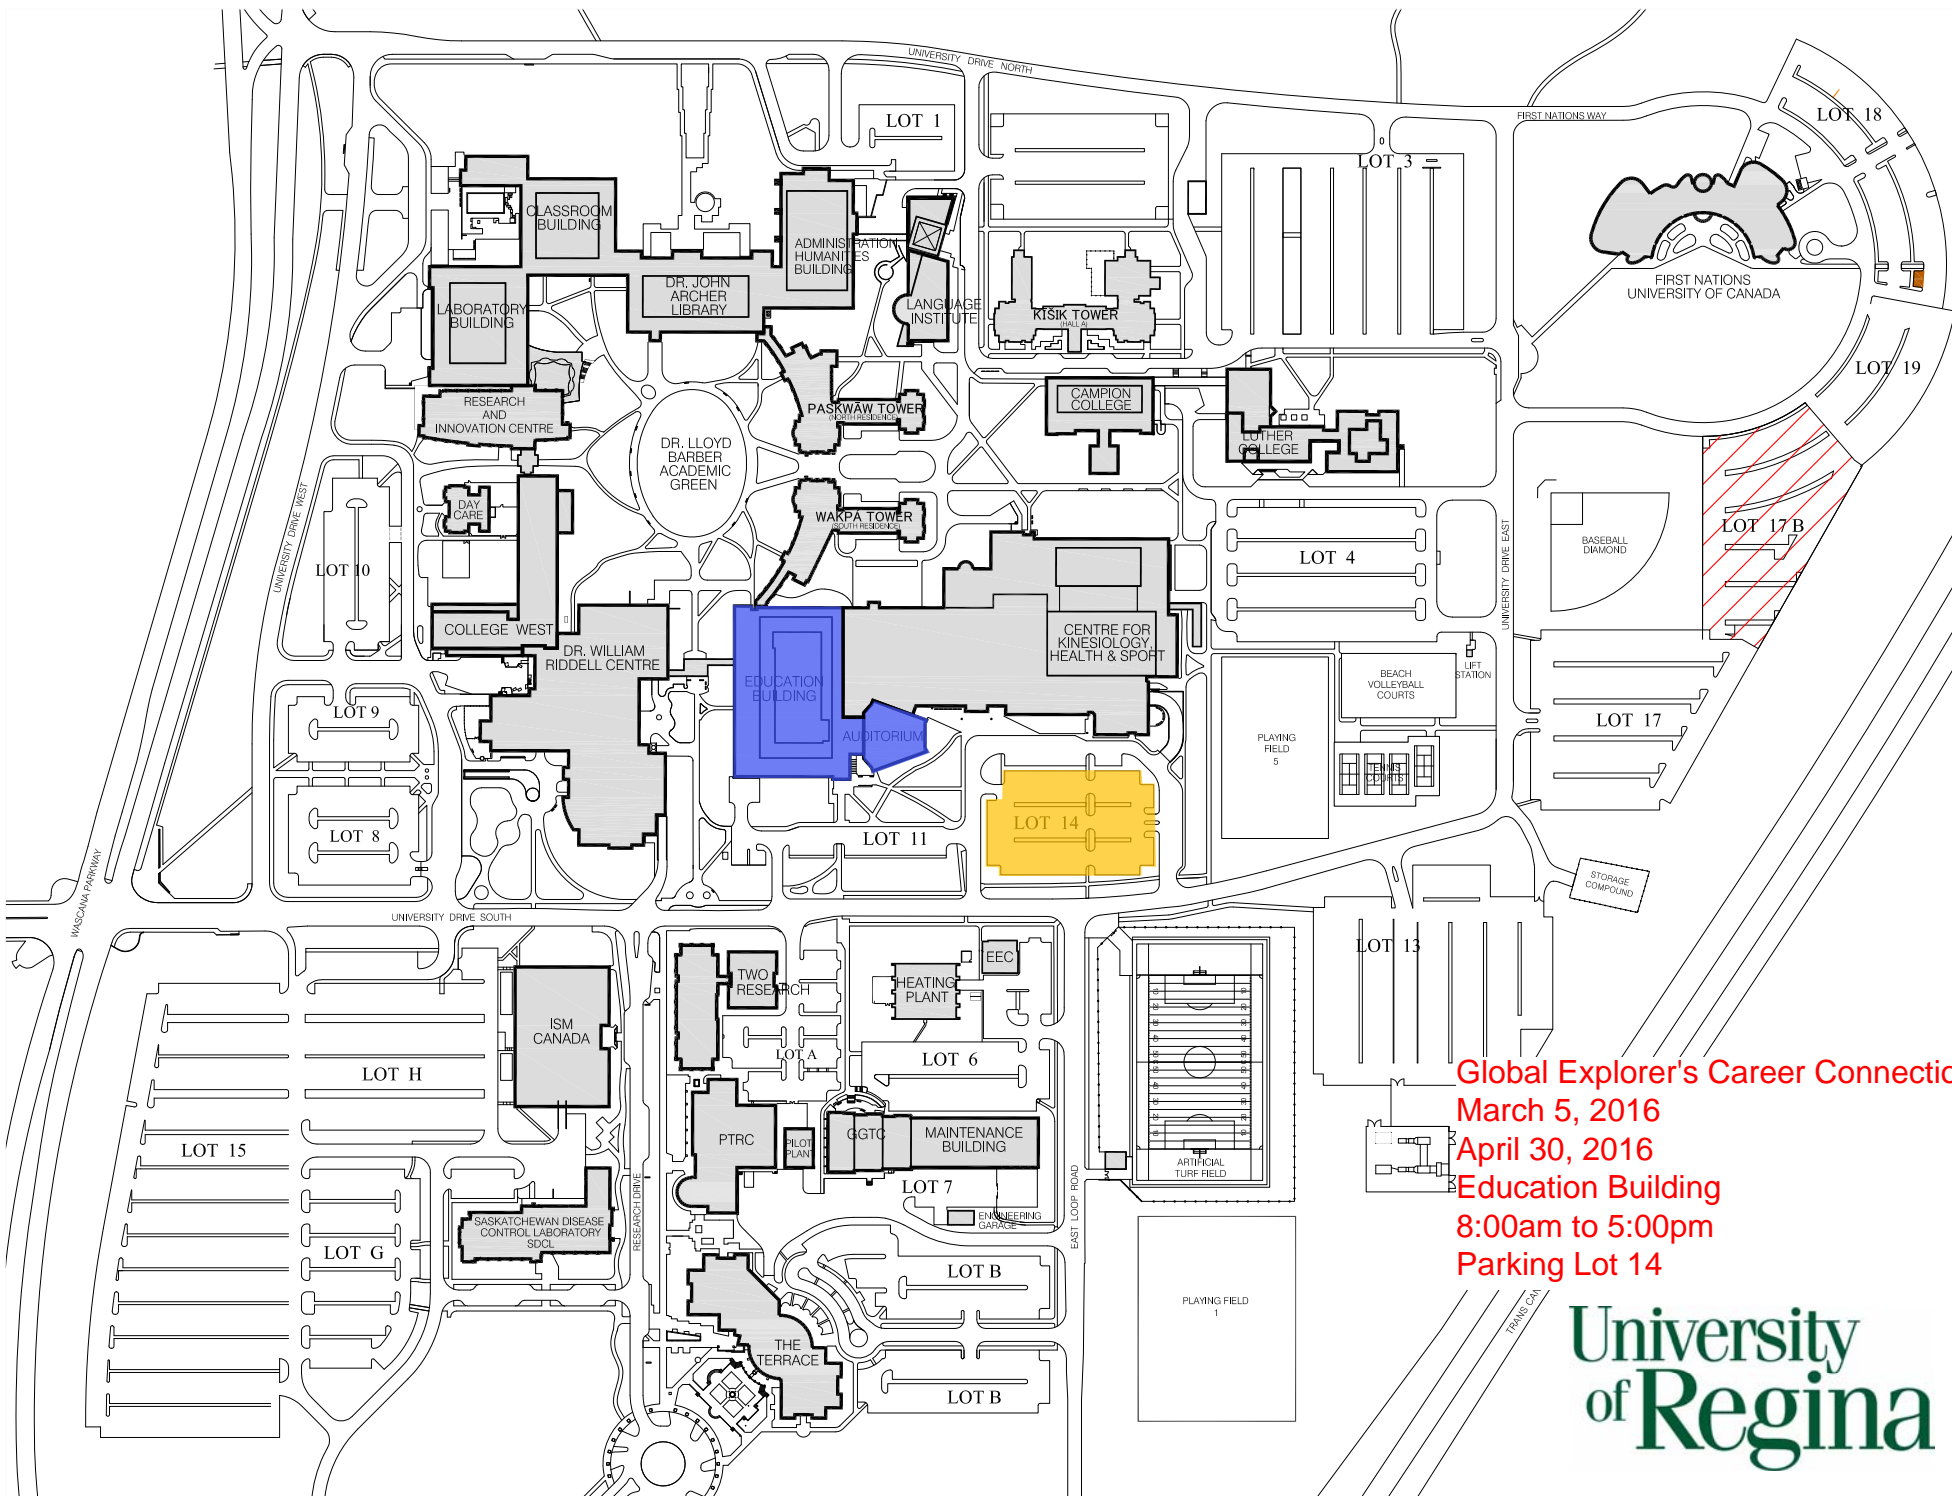 UNIVERSITY DRIVE NORTH
LOT 1
LOT 3
FIRST NATIONS WAY
LOT 18
CLASSROOM
BUILDING
ADMINISTRATION
HUMANITIES
BUILDING
DR. JOHN
ARCHER
LIBRARY
LABORATORY
BUILDING
LANGUAGE
INSTITUTE
KĪSIK TOWER
(HALL A)
FIRST NATIONS
UNIVERSITY OF CANADA
LOT 19
RESEARCH
AND
INNOVATION CENTRE
PASKWĀW TOWER
(NORTH RESIDENCE)
CAMPION
COLLEGE
LUTHER
COLLEGE
DR. LLOYD
BARBER
ACADEMIC
GREEN
DAY
CARE
WAKPA TOWER
(SOUTH RESIDENCE)
UNIVERSITY DRIVE WEST
LOT 10
LOT 4
UNIVERSITY DRIVE EAST
BASEBALL
DIAMOND
LOT 17 B
COLLEGE WEST
DR. WILLIAM
RIDDELL CENTRE
CENTRE FOR
KINESIOLOGY,
HEALTH & SPORT
EDUCATION
BUILDING
AUDITORIUM
LIFT
STATION
BEACH
VOLLEYBALL
COURTS
LOT 9
LOT 17
PLAYING
FIELD
5
TENNIS
COURTS
LOT 8
LOT 11
LOT 14
STORAGE
COMPOUND
WASCANA PARKWAY
UNIVERSITY DRIVE SOUTH
LOT 13
TWO
RESEARCH
HEATING
PLANT
EEC
ISM
CANADA
LOT A
LOT 6
LOT H
PTRC
PILOT
PLANT
GGTC
MAINTENANCE
BUILDING
LOT 15
ARTIFICIAL
TURF FIELD
LOT 7
ENGINEERING
GARAGE
EAST LOOP ROAD
RESEARCH DRIVE
SASKATCHEWAN DISEASE
CONTROL LABORATORY
SDCL
LOT G
LOT B
PLAYING FIELD
1
THE
TERRACE
LOT B
TRANS CAN
Global Explorer's Career Connectio
March 5, 2016
April 30, 2016
Education Building
8:00am to 5:00pm
Parking Lot 14
University
of Regina